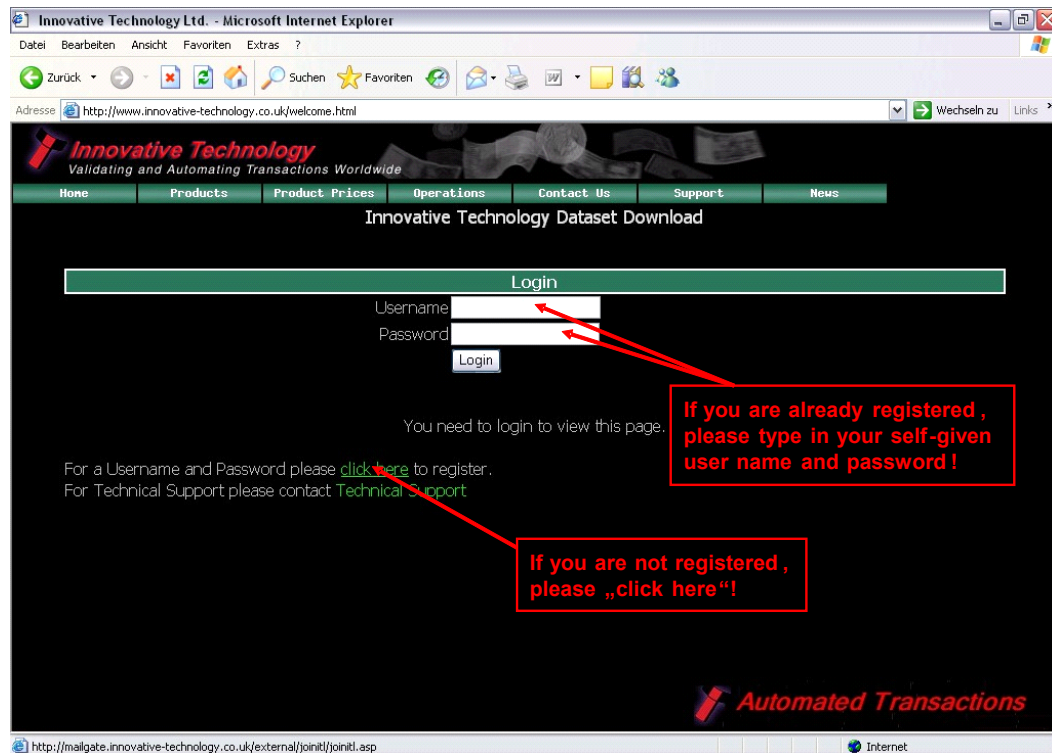 Innovative Technology Ltd. - Microsoft Internet Explorer
Datei Bearbeiten Ansicht Favoriten Extras ?
Zurück Suchen Favoriten
Adresse http://www.innovative-technology.co.uk/welcome.html Wechseln zu Links »
Innovative Technology
Validating and Automating Transactions Worldwide
Home Products Product Prices Operations Contact Us Support News
Innovative Technology Dataset Download
Login
Username
Password
Login
If you are already registered ,
please type in your self-given
user name and password !
You need to login to view this page.
For a Username and Password please click here to register.
For Technical Support please contact Technical Support
If you are not registered ,
please „click here“!
Automated Transactions
http://mailgate.innovative-technology.co.uk/external/joinitl/joinitl.asp Internet